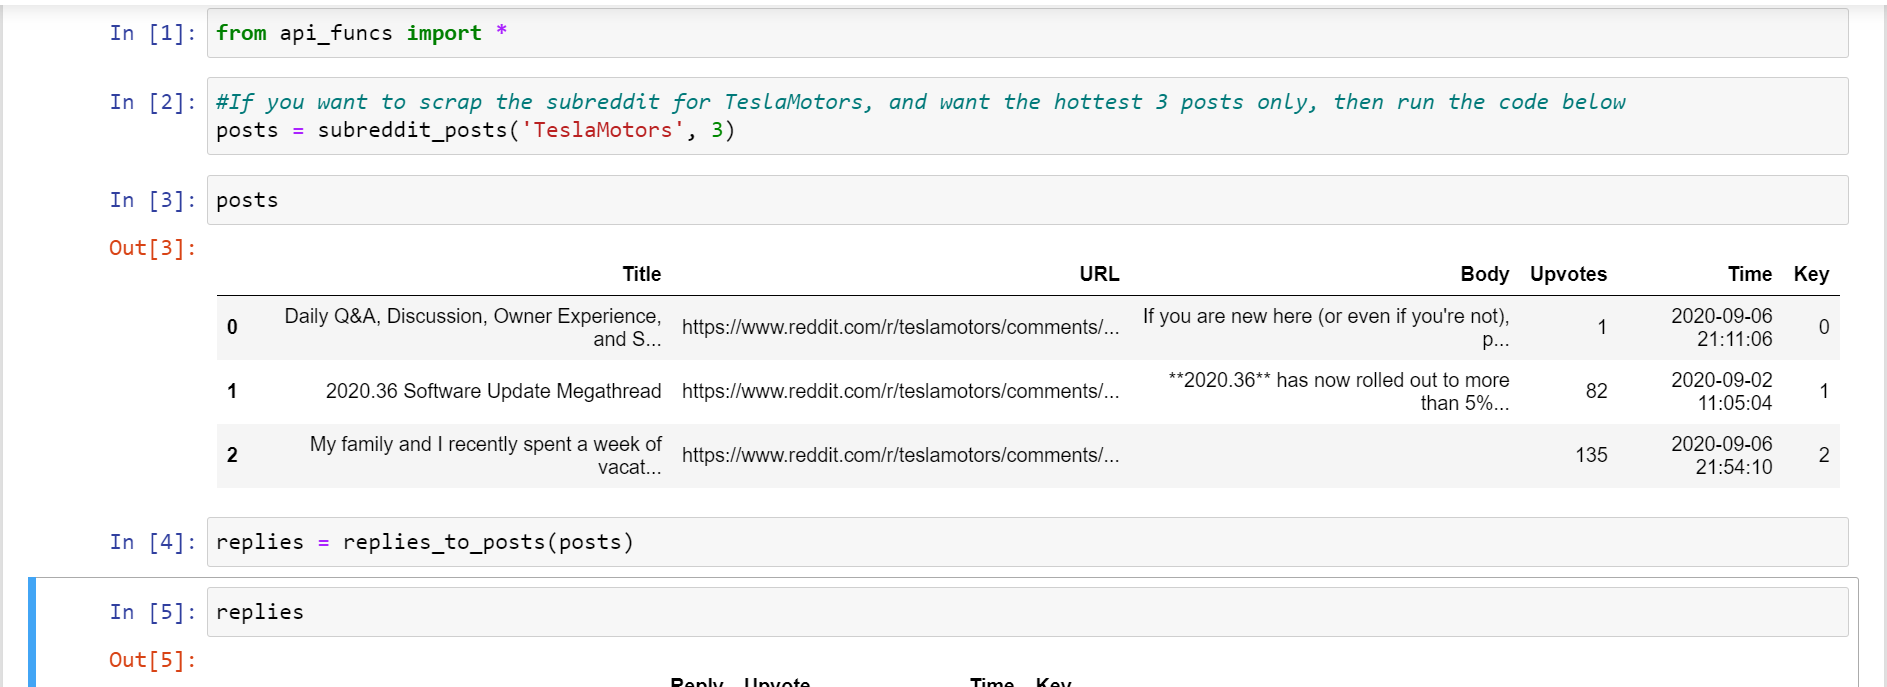 In [1]: from api_funcs import *
In [2]: #If you want to scrap the subreddit for TeslaMotors, and want the hottest 3 posts only, then run the code below
posts = subreddit_posts('TeslaMotors', 3)
In [3]: posts
Out[3]:
Title URL Body Upvotes Time Key
0 Daily Q&A, Discussion, Owner Experience, and S... https://www.reddit.com/r/teslamotors/comments/... If you are new here (or even if you're not), p... 1 2020-09-06 21:11:06 0
1 2020.36 Software Update Megathread https://www.reddit.com/r/teslamotors/comments/... **2020.36** has now rolled out to more than 5%... 82 2020-09-02 11:05:04 1
2 My family and I recently spent a week of vacat... https://www.reddit.com/r/teslamotors/comments/... 135 2020-09-06 21:54:10 2
In [4]: replies = replies_to_posts(posts)
In [5]: replies
Out[5]:
Reply Upvote Time Key